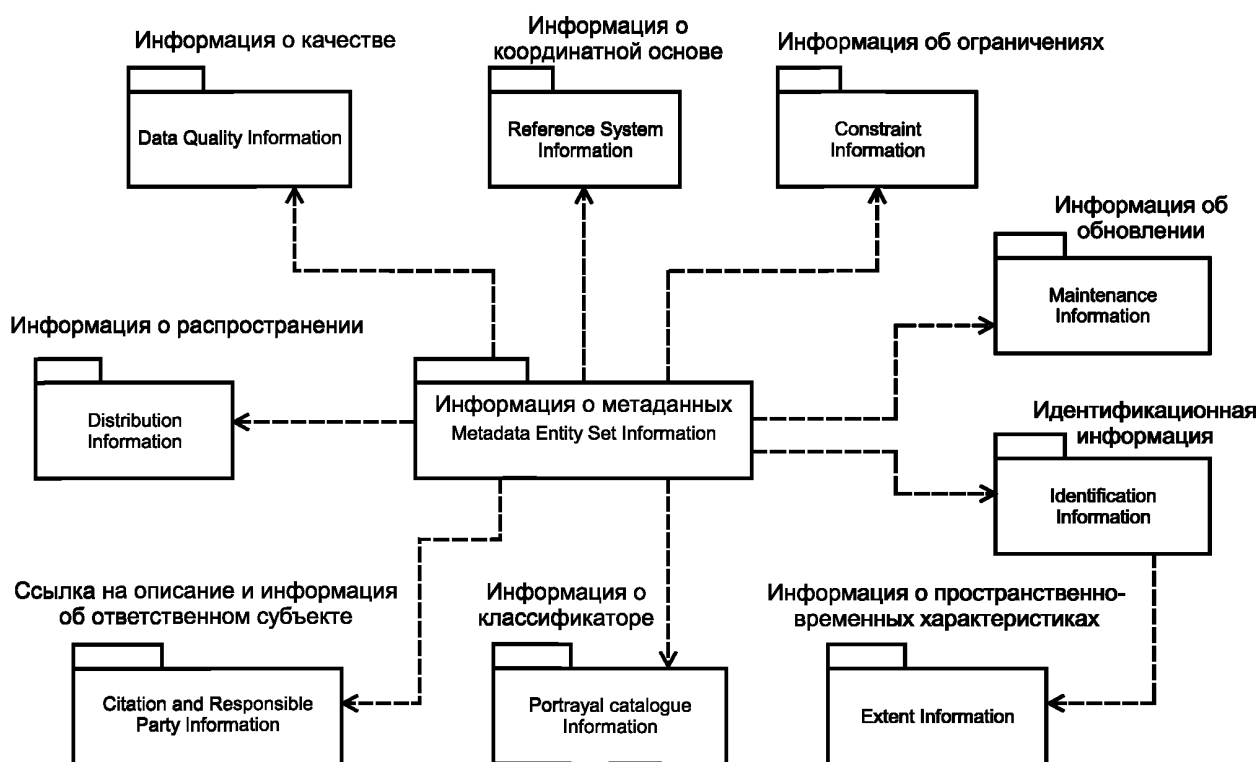 Информация о качестве
Data Quality Information
Информация о
координатной основе
Reference System
Information
Информация об ограничениях
Constraint
Information
Информация об
обновлении
Maintenance
Information
Информация о распространении
Distribution
Information
Информация о метаданных
Metadata Entity Set Information
Идентификационная
информация
Identification
Information
Ссылка на описание и информация
об ответственном субъекте
Citation and Responsible
Party Information
Информация о
классификаторе
Portrayal catalogue
Information
Информация о пространственно-
временных характеристиках
Extent Information